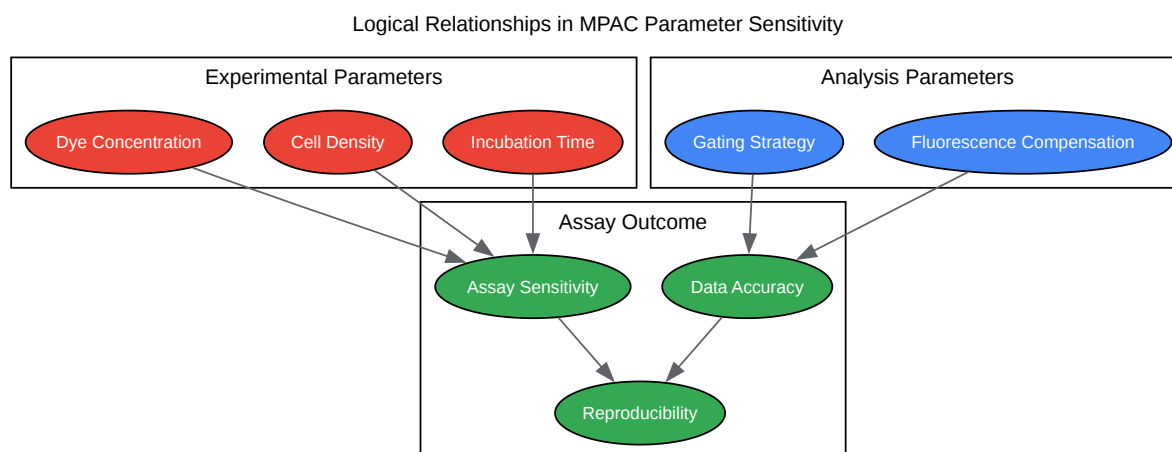 Logical Relationships in MPAC Parameter Sensitivity
Experimental Parameters
Analysis Parameters
Dye Concentration
Cell Density
Incubation Time
Gating Strategy
Fluorescence Compensation
Assay Outcome
Assay Sensitivity
Data Accuracy
Reproducibility